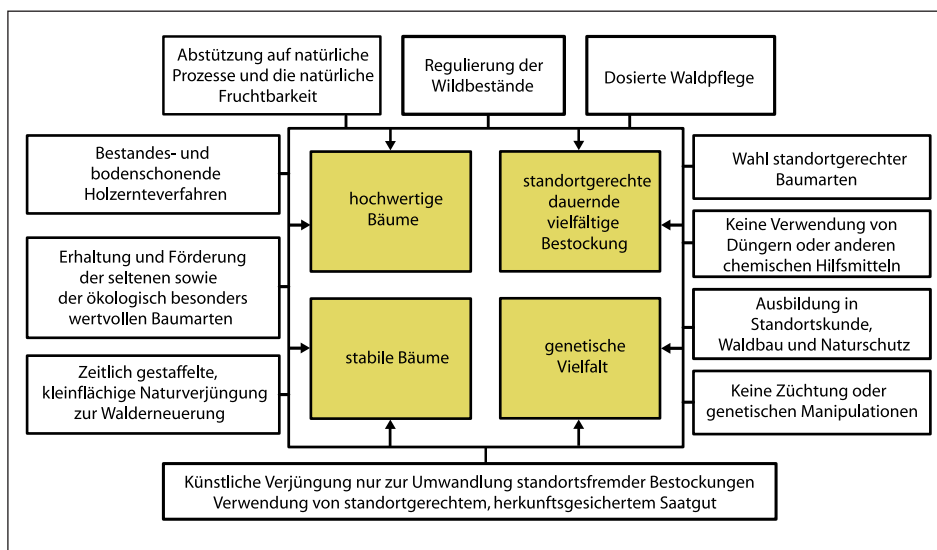 Abstützung auf natürliche
Prozesse und die natürliche
Fruchtbarkeit
Regulierung der
Wildbestände
Dosierte Waldpflege
Bestandes- und
bodenschonende
Holzernteverfahren
Erhaltung und Förderung
der seltenen sowie
der ökologisch besonders
wertvollen Baumarten
Zeitlich gestaffelte,
kleinflächige Naturverjüngung
zur Walderneuerung
hochwertige
Bäume
standortgerechte
dauernde
vielfältige
Bestockung
stabile Bäume
genetische
Vielfalt
Wahl standortgerechter
Baumarten
Keine Verwendung von
Düngern oder anderen
chemischen Hilfsmitteln
Ausbildung in
Standortskunde,
Waldbau und Naturschutz
Keine Züchtung oder
genetischen Manipulationen
Künstliche Verjüngung nur zur Umwandlung standortsfremder Bestockungen
Verwendung von standortgerechtem, herkunftsgesichertem Saatgut